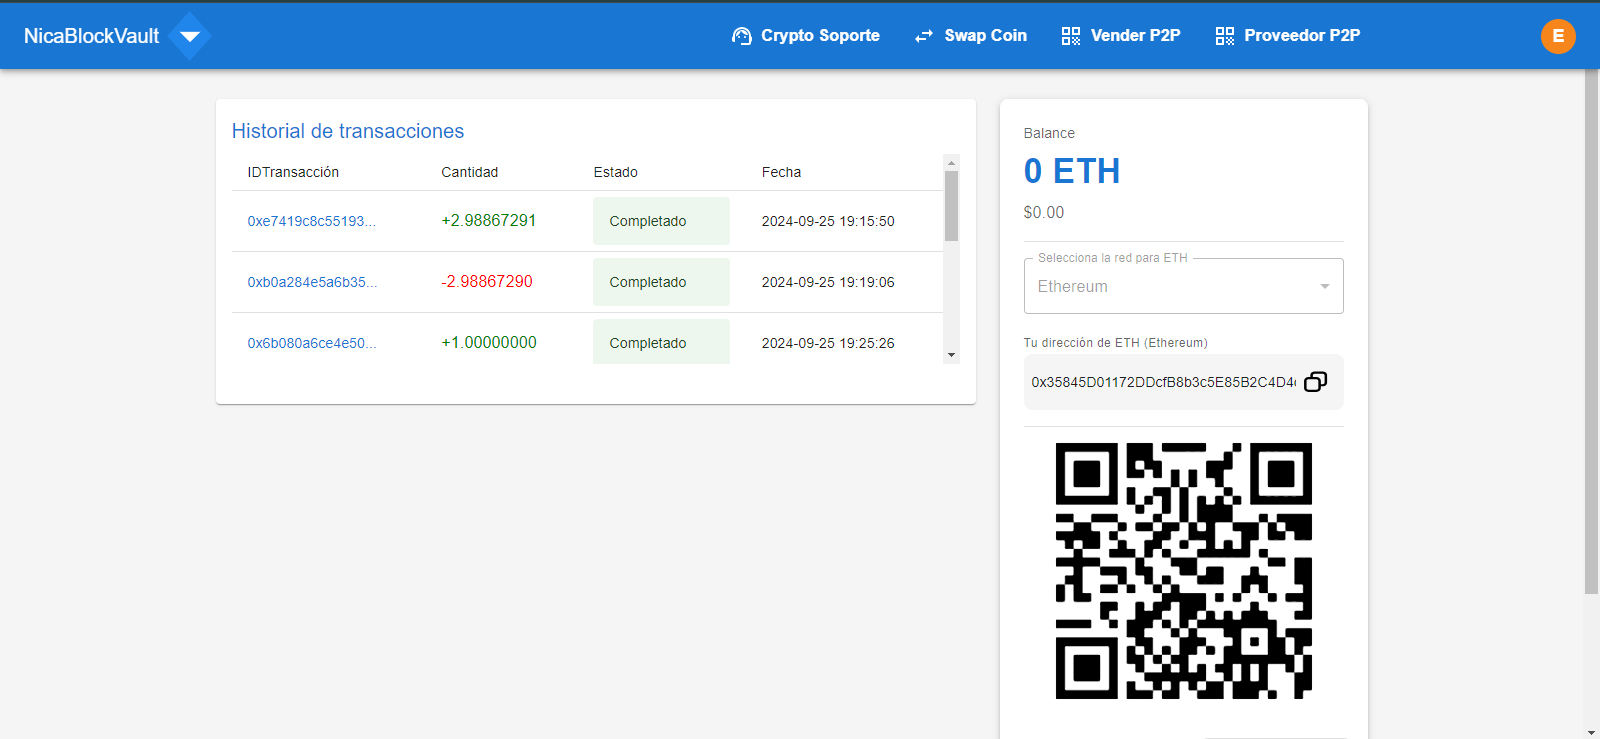 NicaBlockVault
Crypto Soporte
Swap Coin
Vender P2P
Proveedor P2P
E
Historial de transacciones
IDTransacción Cantidad Estado Fecha
0xe7419c8c55193... +2.98867291 Completado 2024-09-25 19:15:50
0xb0a284e5a6b35... -2.98867290 Completado 2024-09-25 19:19:06
0x6b080a6ce4e50... +1.00000000 Completado 2024-09-25 19:25:26
Balance
0 ETH
$0.00
Selecciona la red para ETH
Ethereum
Tu dirección de ETH (Ethereum)
0x35845D01172DDcfB8b3c5E85B2C4D4